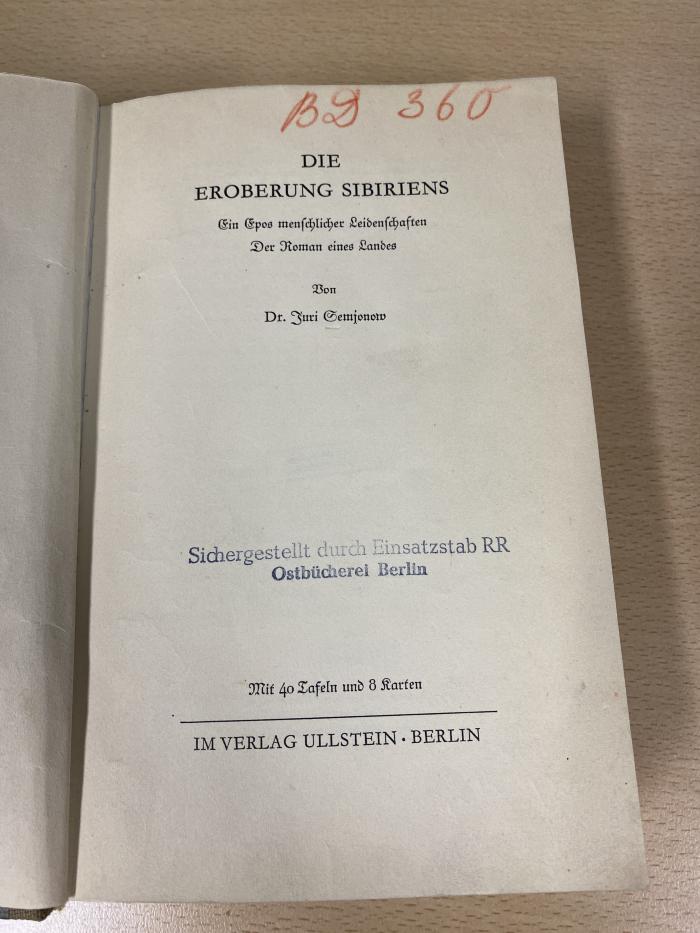 BD 360
DIE
EROBERUNG SIBIRIENS
Ein Epos menschlicher Leidenschaften
Der Roman eines Landes
Von
Dr. Juri Semjonow
Sichergestellt durch Einsatzstab RR
Ostbücherei Berlin
Mit 40 Tafeln und 8 Karten
IM VERLAG ULLSTEIN · BERLIN